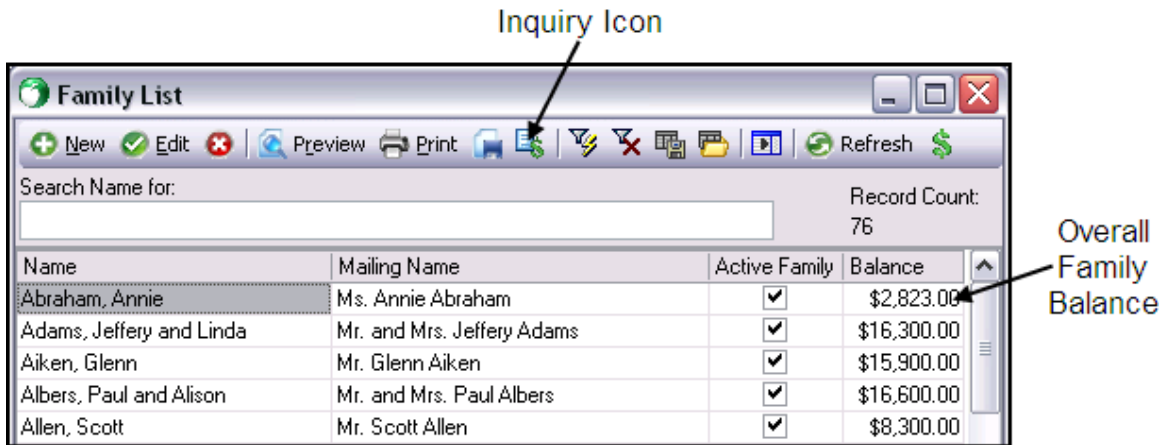 Inquiry Icon
Family List
New Edit Preview Print Refresh $
Search Name for:
Record Count:
76
Name Mailing Name Active Family Balance
Abraham, Annie Ms. Annie Abraham $2,823.00
Adams, Jeffery and Linda Mr. and Mrs. Jeffery Adams $16,300.00
Aiken, Glenn Mr. Glenn Aiken $15,900.00
Albers, Paul and Alison Mr. and Mrs. Paul Albers $16,600.00
Allen, Scott Mr. Scott Allen $8,300.00
Overall
Family
Balance